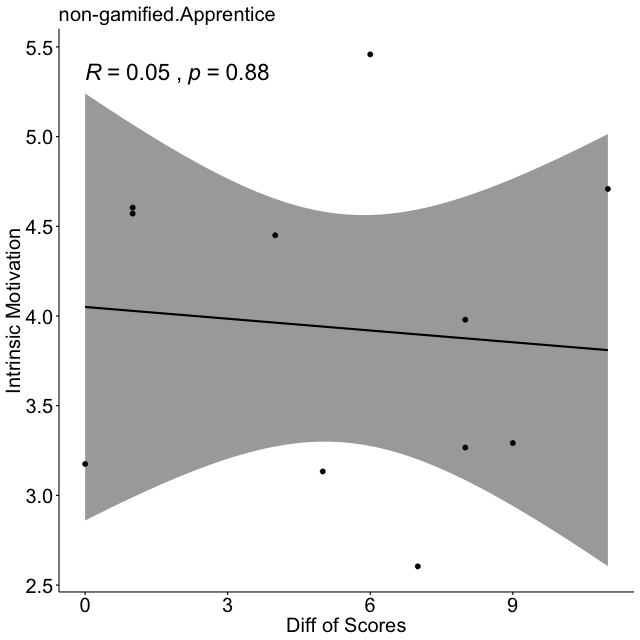 non-gamified.Apprentice
R = 0.05 , p = 0.88
5.5
5.0
4.5
4.0
3.5
3.0
2.5
Intrinsic Motivation
0 3 6 9
Diff of Scores